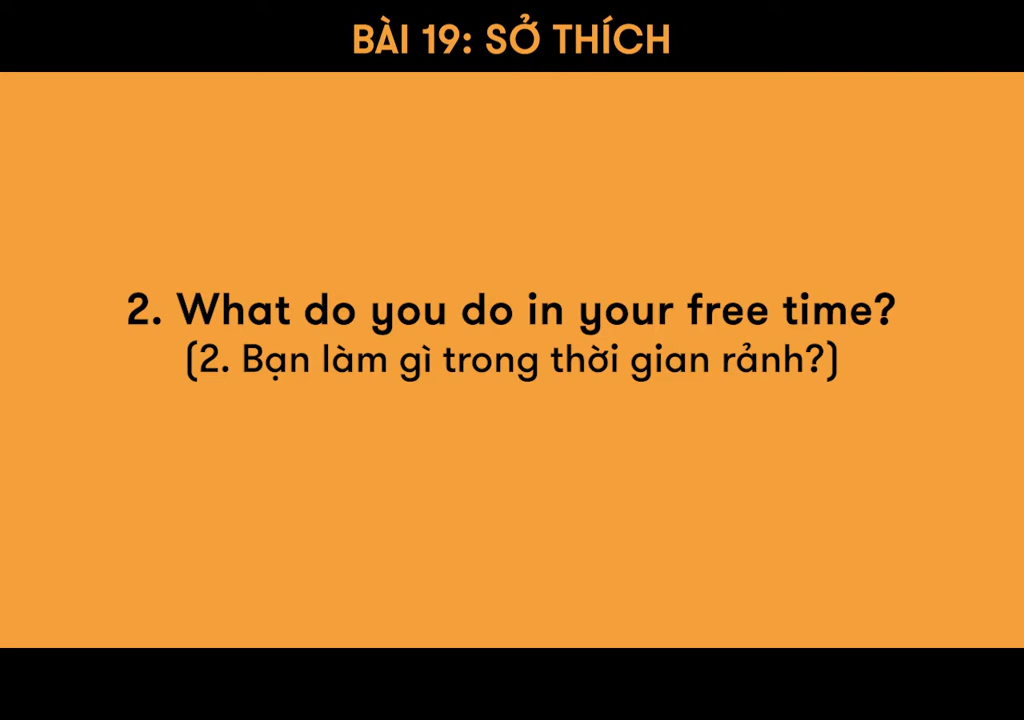 BÀI 19: SỞ THÍCH
2. What do you do in your free time?
(2. Bạn làm gì trong thời gian rảnh?)